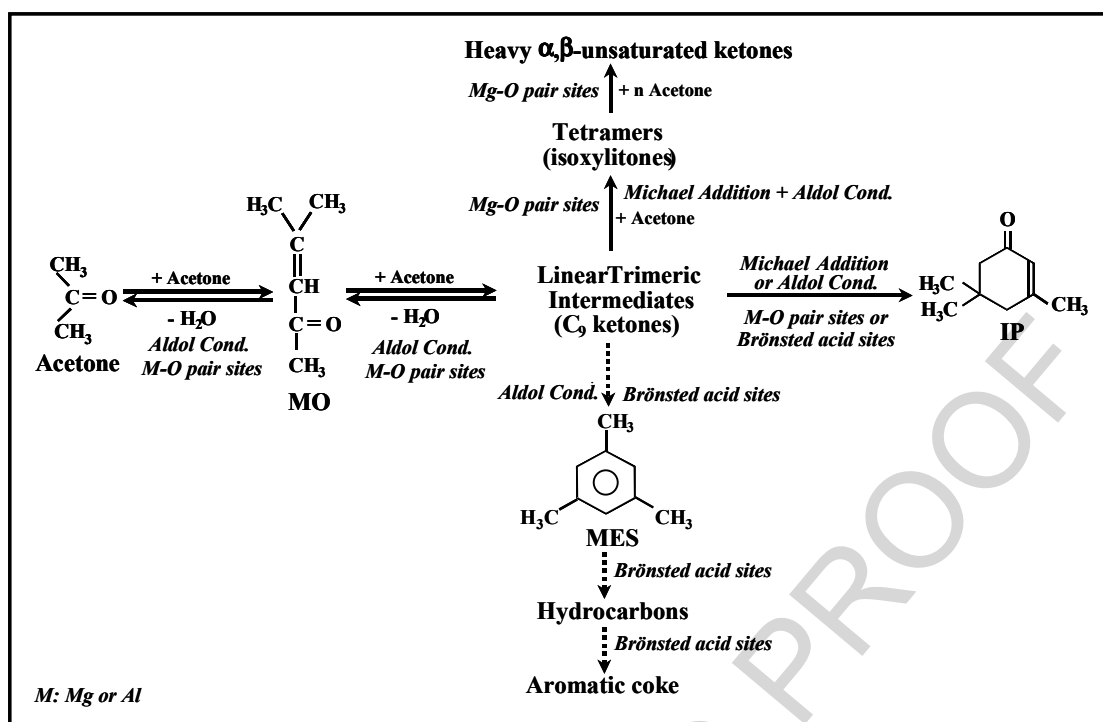 Heavy α,β-unsaturated ketones
Mg-O pair sites + n Acetone
Tetramers
(isoxylitones)
Mg-O pair sites Michael Addition + Aldol Cond.
+ Acetone
H₃C CH₃
C
CH
C=O
CH₃
MO
CH₃
C=O
CH₃
Acetone
+ Acetone
- H₂O
Aldol Cond.
M-O pair sites
+ Acetone
- H₂O
Aldol Cond.
M-O pair sites
LinearTrimeric
Intermediates
(C₉ ketones)
Michael Addition
or Aldol Cond.
M-O pair sites or
Brönsted acid sites
O
H₃C
H₃C
CH₃
IP
Aldol Cond. Brönsted acid sites
CH₃
H₃C CH₃
MES
Brönsted acid sites
Hydrocarbons
Brönsted acid sites
Aromatic coke
M: Mg or Al
PROOF